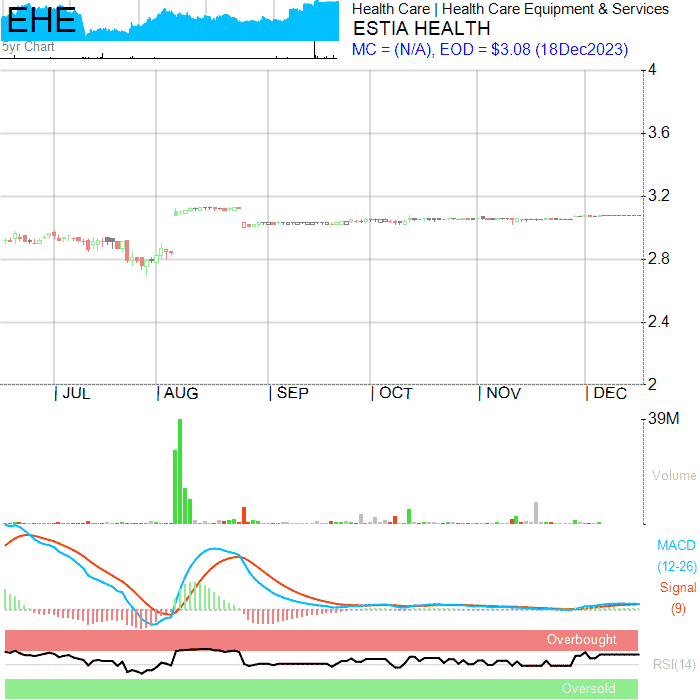 EHE
5yr Chart
Health Care | Health Care Equipment & Services
ESTIA HEALTH
MC = (N/A), EOD = $3.08 (18Dec2023)
4
3.6
3.2
2.8
2.4
2
| JUL | AUG | SEP | OCT | NOV | DEC
39M
Volume
MACD
(12-26)
Signal
(9)
Overbought
RSI(14)
Oversold